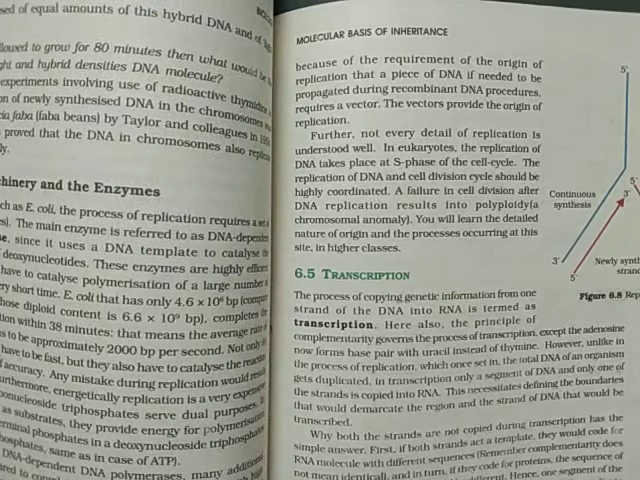 sed of equal amounts of this hybrid DNA and of
llowed to grow for 80 minutes then what would be
ght and hybrid densities DNA molecule?
experiments involving use of radioactive thymidine
on of newly synthesised DNA in the chromosomes
cia faba (faba beans) by Taylor and colleagues in
proved that the DNA in chromosomes also
ly.
hinery and the Enzymes
ch as E. coli, the process of replication requires a set
es). The main enzyme is referred to as DNA-dependent
se, since it uses a DNA template to catalyse
deoxynucleotides. These enzymes are highly
have to catalyse polymerisation of a large number
ery short time. E. coli that has only 4.6 × 10⁶ bp
hose diploid content is 6.6 × 10⁹ bp), completes
tion within 38 minutes; that means the average rate
s to be approximately 2000 bp per second. Not only
have to be fast, but they also have to catalyse the
f accuracy. Any mistake during replication would
urthermore, energetically replication is a very expensive
bonucleoside triphosphates serve dual purposes.
as substrates, they provide energy for
erminal phosphates in a deoxynucleoside
hosphates, same as in case of ATP).
DNA-dependent DNA polymerases, many additional
MOLECULAR BASIS OF INHERITANCE
because of the requirement of the origin of
replication that a piece of DNA if needed to be
propagated during recombinant DNA procedures,
requires a vector. The vectors provide the origin of
replication.
Further, not every detail of replication is
understood well. In eukaryotes, the replication of
DNA takes place at S-phase of the cell-cycle. The
replication of DNA and cell division cycle should be
highly coordinated. A failure in cell division after
DNA replication results into polyploidy(a
chromosomal anomaly). You will learn the detailed
nature of origin and the processes occurring at this
site, in higher classes.
6.5 TRANSCRIPTION
The process of copying genetic information from one
strand of the DNA into RNA is termed as
transcription. Here also, the principle of
complementarity governs the process of transcription, except the adenosine
now forms base pair with uracil instead of thymine. However, unlike in
the process of replication, which once set in, the total DNA of an organism
gets duplicated, in transcription only a segment of DNA and only one of
the strands is copied into RNA. This necessitates defining the boundaries
that would demarcate the region and the strand of DNA that would be
transcribed.
Why both the strands are not copied during transcription has the
simple answer. First, if both strands act a template, they would code for
RNA molecule with different sequences (Remember complementarity does
not mean identical), and in turn, if they code for proteins, the sequence of
different. Hence, one segment of the
5'
Continuous
synthesis
5'
3'
3'
5'
Newly synth
strand
Figure 6.8 Rep